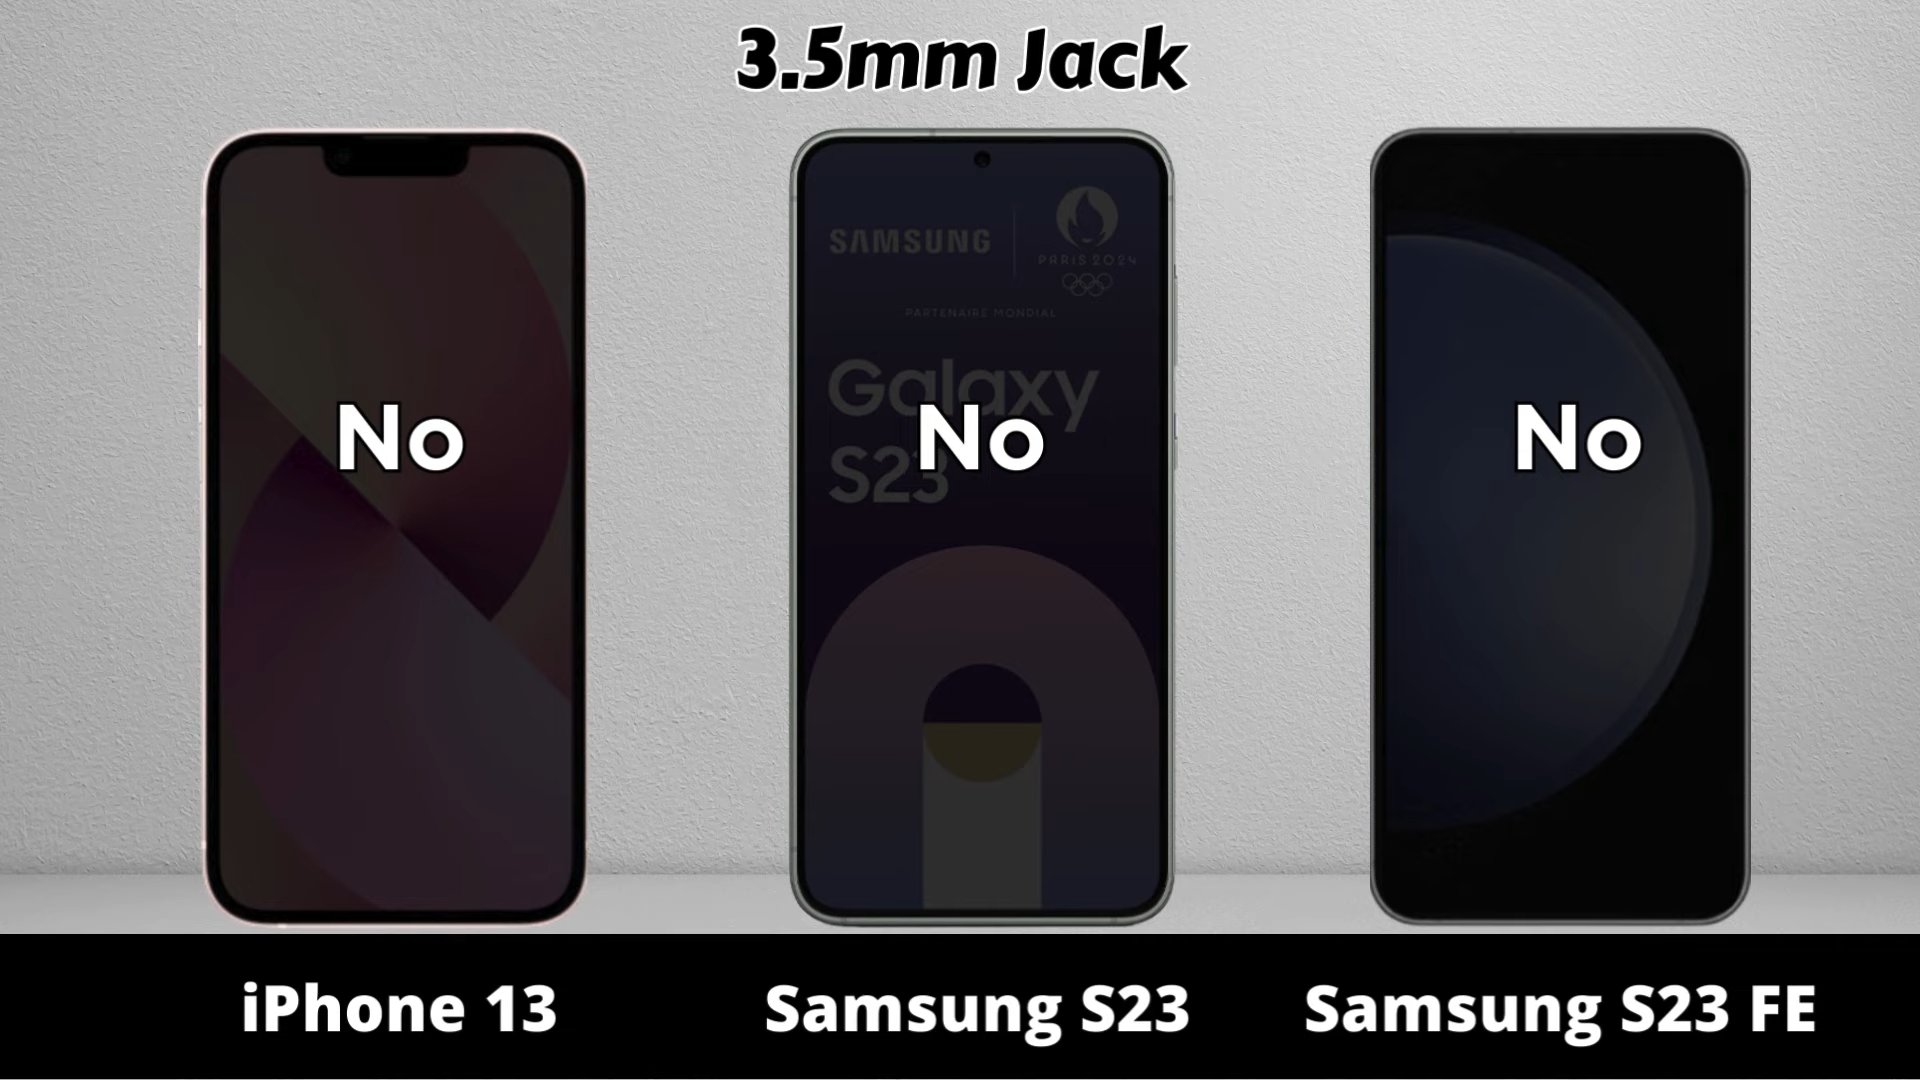 3.5mm Jack
SAMSUNG
PARIS 2024
PARTENAIRE MONDIAL
Galaxy
S23
No
No
No
iPhone 13
Samsung S23
Samsung S23 FE